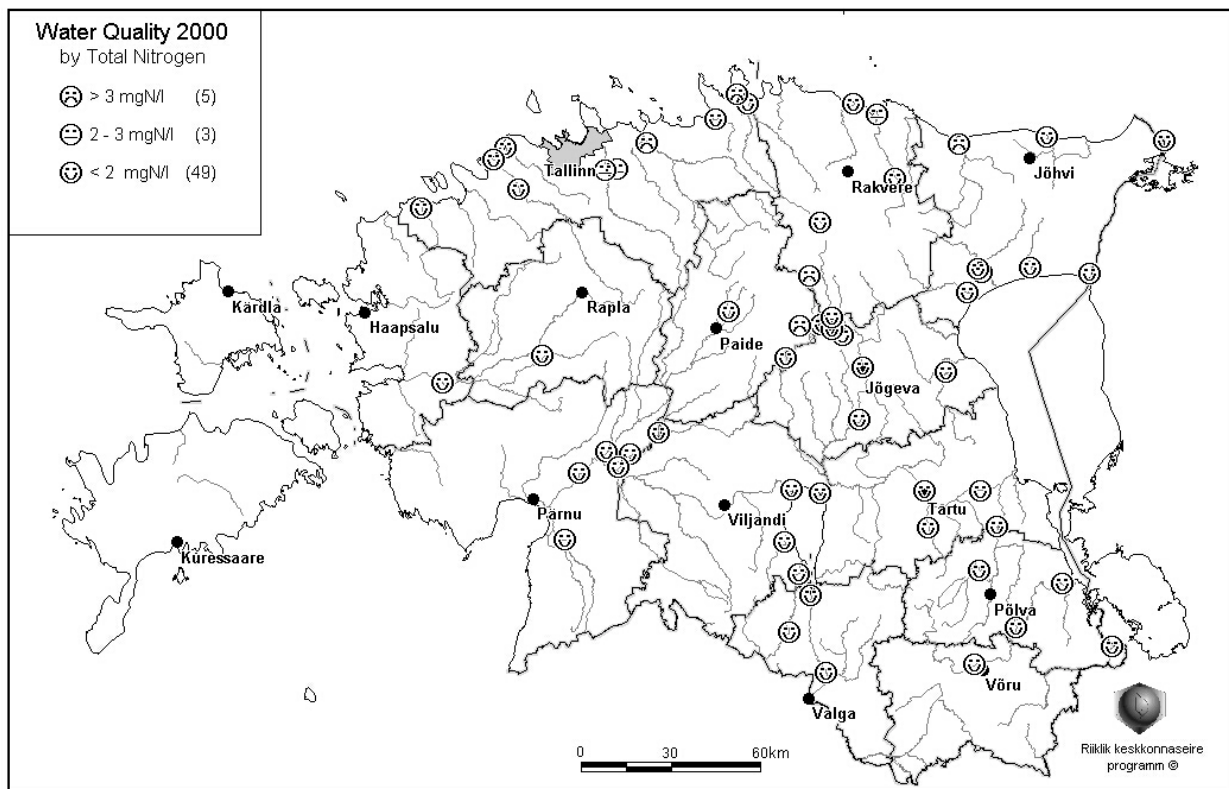 Water Quality 2000
by Total Nitrogen
> 3 mgN/l (5)
2 - 3 mgN/l (3)
< 2 mgN/l (49)
Tallinn
Rakvere
Jõhvi
Kärdla
Haapsalu
Rapla
Paide
Jõgeva
Pärnu
Viljandi
Tartu
Kuressaare
Põlva
Võru
Valga
0 30 60km
Riiklik keskkonnaseire
programm ©